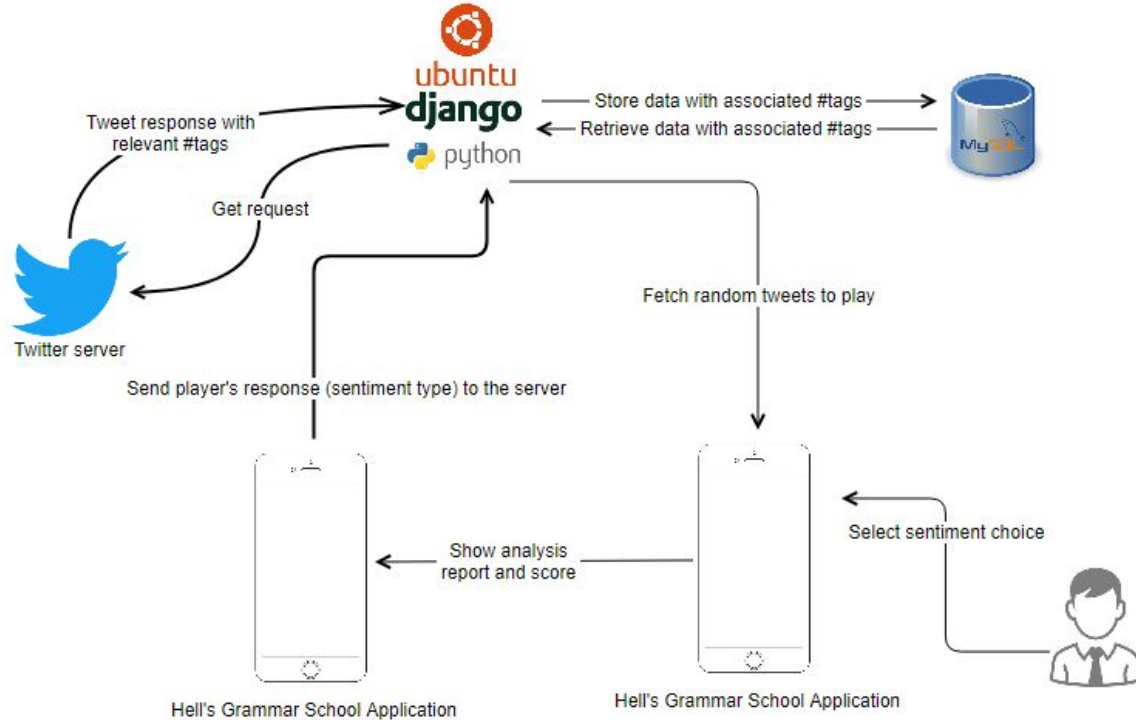 ubuntu
django
python
Store data with associated #tags
Retrieve data with associated #tags
MySQL
Tweet response with
relevant #tags
Get request
Twitter server
Fetch random tweets to play
Send player's response (sentiment type) to the server
Select sentiment choice
Show analysis
report and score
Hell's Grammar School Application
Hell's Grammar School Application